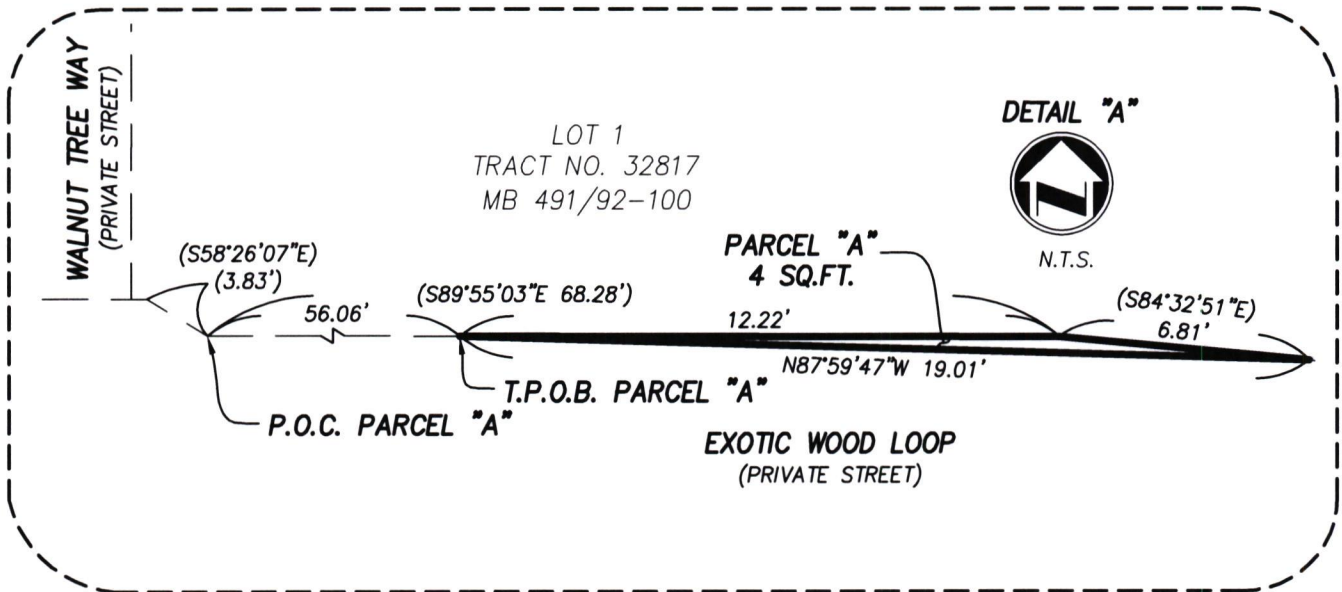 WALNUT TREE WAY
(PRIVATE STREET)
LOT 1
TRACT NO. 32817
MB 491/92-100
DETAIL "A"
N.T.S.
(S58°26'07"E)
(3.83')
56.06'
(S89°55'03"E 68.28')
PARCEL "A"
4 SQ.FT.
12.22'
(S84°32'51"E)
6.81'
N87°59'47"W 19.01'
T.P.O.B. PARCEL "A"
P.O.C. PARCEL "A"
EXOTIC WOOD LOOP
(PRIVATE STREET)